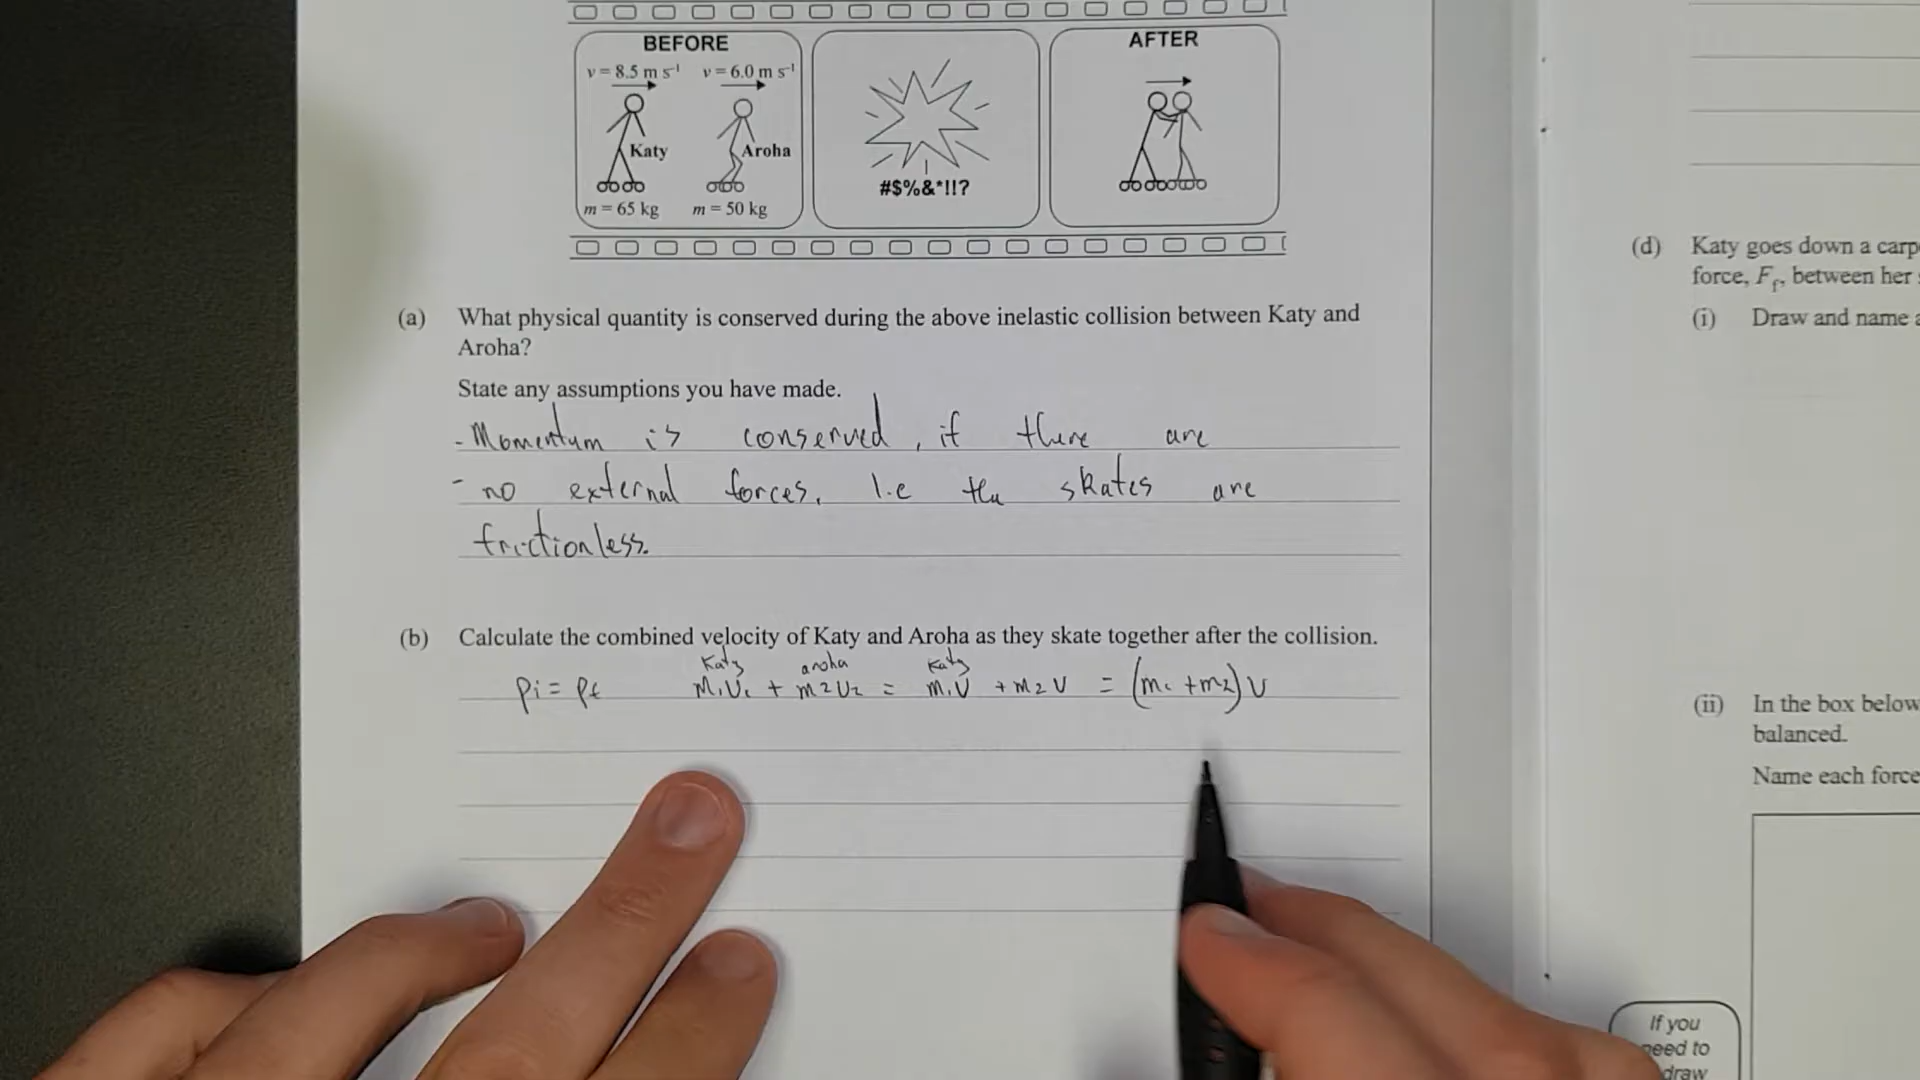 BEFORE
AFTER
v = 8.5 m s⁻¹ v = 6.0 m s⁻¹
Katy
Aroha
m = 65 kg m = 50 kg
#$%&*!!?
(a) What physical quantity is conserved during the above inelastic collision between Katy and
Aroha?
State any assumptions you have made.
- Momentum is conserved, if there are
- no external forces. I.e the skates are
frictionless.
(b) Calculate the combined velocity of Katy and Aroha as they skate together after the collision.
Katy aroha Katy
pi = pf m₁v₁ + m2v₂ = m₁v + m₂v = (m₁ + m₂)v
(d) Katy goes down a carp
force, F_f, between her
(i) Draw and name a
(ii) In the box below
balanced.
Name each force
If you
need to
draw